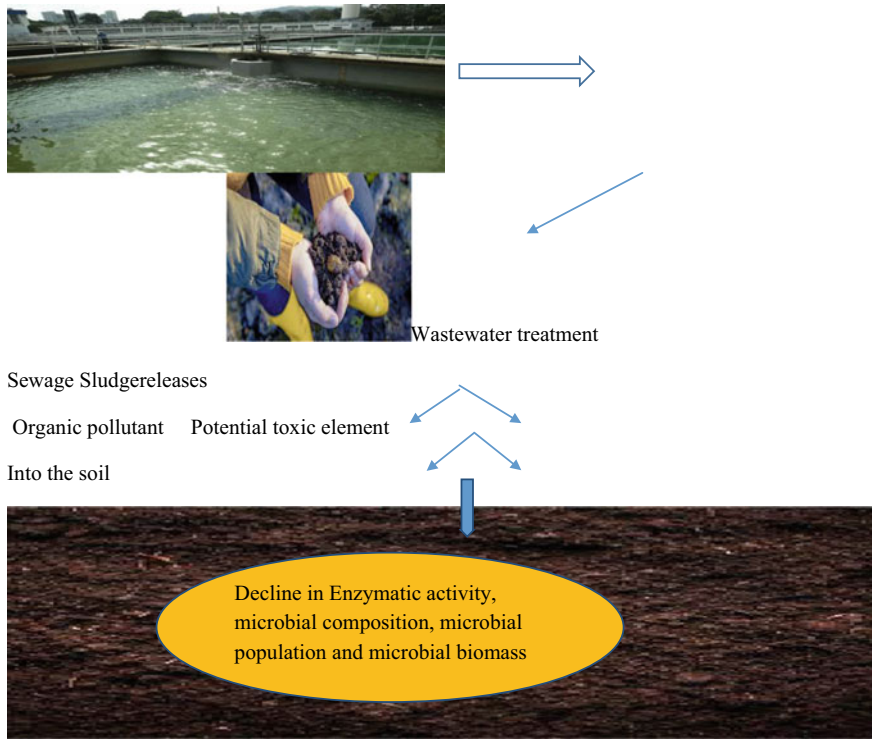 Wastewater treatment
Sewage Sludgereleases
Organic pollutant Potential toxic element
Into the soil
Decline in Enzymatic activity,
microbial composition, microbial
population and microbial biomass